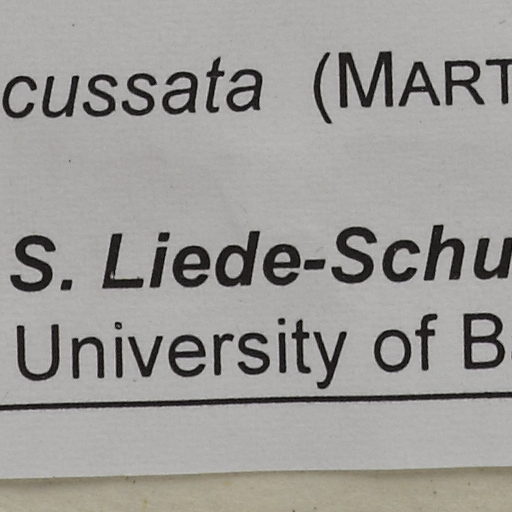 cussata (MART
S. Liede-Schu
University of B